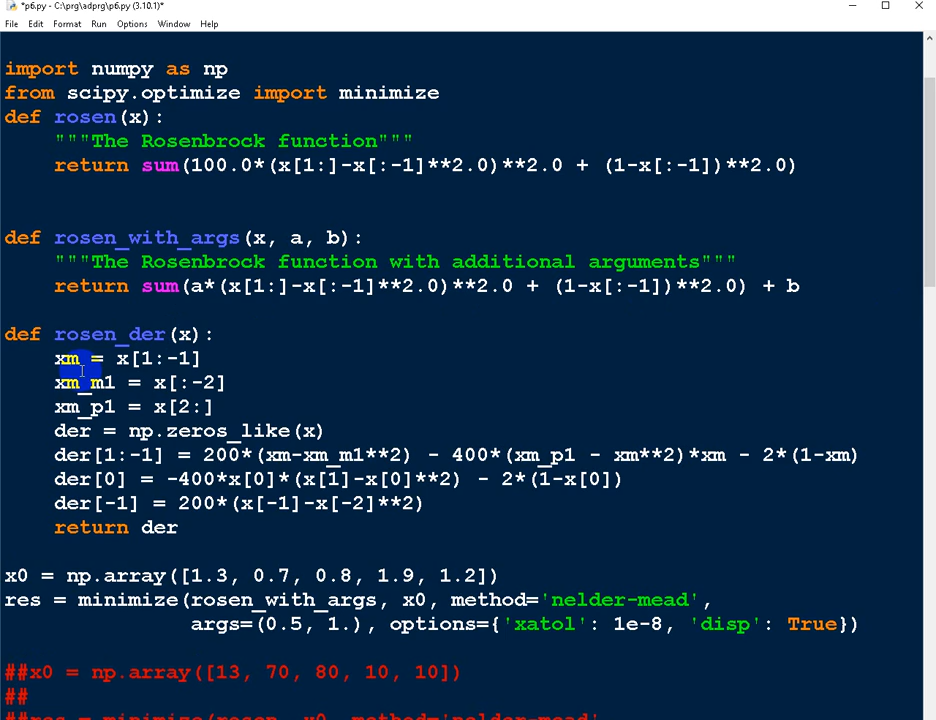 *p6.py - C:\prg\adprg\p6.py (3.10.1)*
File Edit Format Run Options Window Help
import numpy as np
from scipy.optimize import minimize
def rosen(x):
    """The Rosenbrock function"""
    return sum(100.0*(x[1:]-x[:-1]**2.0)**2.0 + (1-x[:-1])**2.0)
def rosen_with_args(x, a, b):
    """The Rosenbrock function with additional arguments"""
    return sum(a*(x[1:]-x[:-1]**2.0)**2.0 + (1-x[:-1])**2.0) + b
def rosen_der(x):
    xm = x[1:-1]
    xm_m1 = x[:-2]
    xm_p1 = x[2:]
    der = np.zeros_like(x)
    der[1:-1] = 200*(xm-xm_m1**2) - 400*(xm_p1 - xm**2)*xm - 2*(1-xm)
    der[0] = -400*x[0]*(x[1]-x[0]**2) - 2*(1-x[0])
    der[-1] = 200*(x[-1]-x[-2]**2)
    return der
x0 = np.array([1.3, 0.7, 0.8, 1.9, 1.2])
res = minimize(rosen_with_args, x0, method='nelder-mead',
               args=(0.5, 1.), options={'xatol': 1e-8, 'disp': True})
##x0 = np.array([13, 70, 80, 10, 10])
##
##res = minimize(rosen, x0, method='nelder-mead',